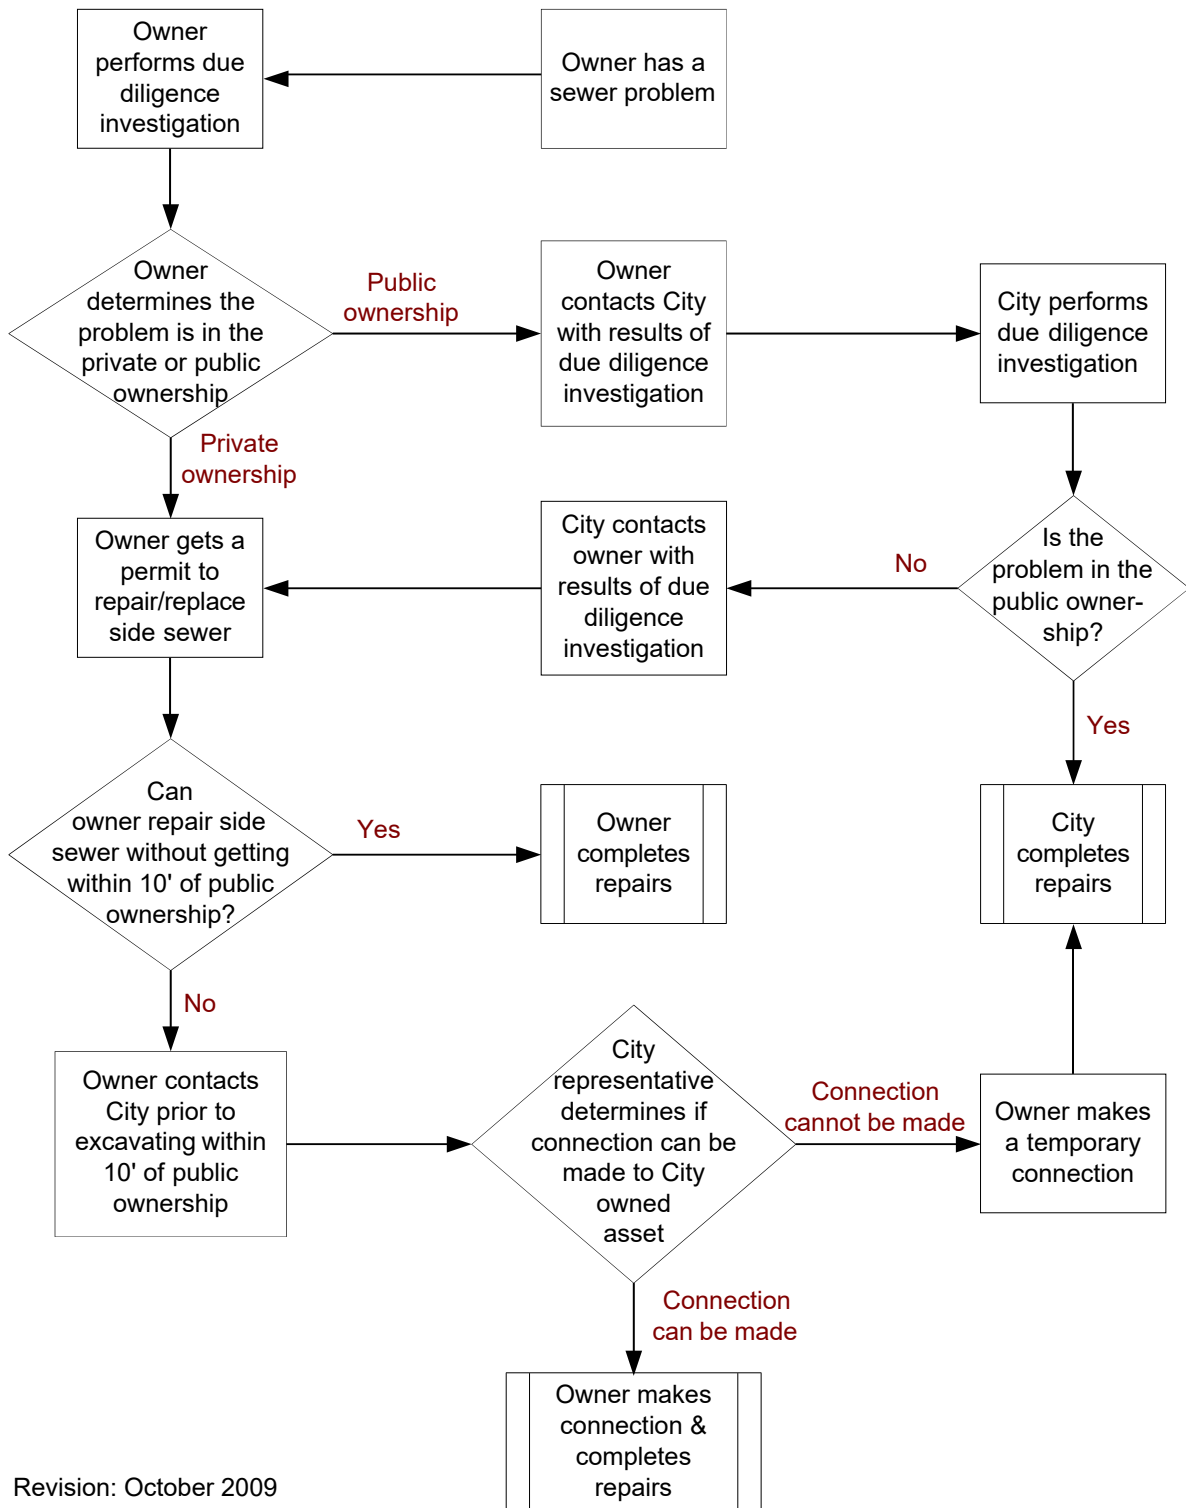 Owner
performs due
diligence
investigation
Owner has a
sewer problem
Owner
determines the
problem is in the
private or public
ownership
Public
ownership
Owner
contacts City
with results of
due diligence
investigation
City performs
due diligence
investigation
Private
ownership
Owner gets a
permit to
repair/replace
side sewer
City contacts
owner with
results of due
diligence
investigation
No
Is the
problem in the
public owner-
ship?
Yes
Can
owner repair side
sewer without getting
within 10' of public
ownership?
Yes
Owner
completes
repairs
City
completes
repairs
No
Owner contacts
City prior to
excavating within
10' of public
ownership
City
representative
determines if
connection can be
made to City
owned
asset
Connection
cannot be made
Owner makes
a temporary
connection
Connection
can be made
Owner makes
connection &
completes
repairs
Revision: October 2009